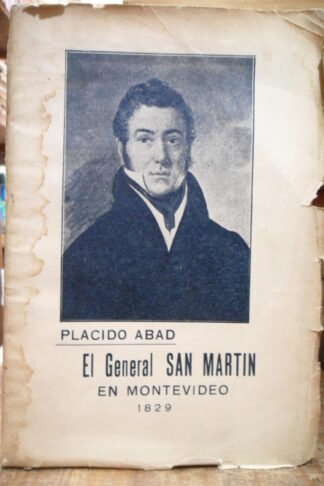 PLACIDO ABAD
El General SAN MARTIN
EN MONTEVIDEO
1829